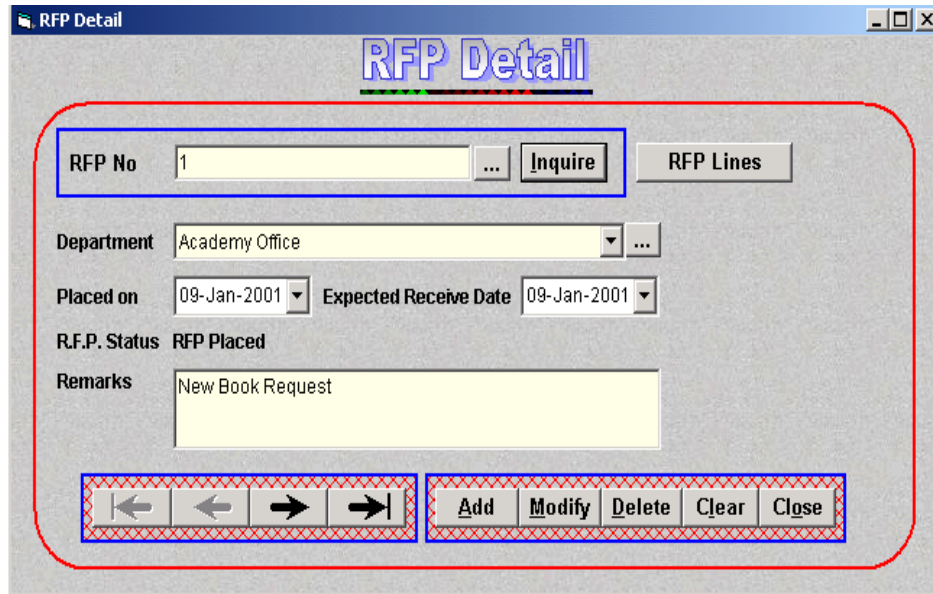 RFP Detail
RFP Detail
RFP No 1 ... Inquire RFP Lines
Department Academy Office ...
Placed on 09-Jan-2001 Expected Receive Date 09-Jan-2001
R.F.P. Status RFP Placed
Remarks New Book Request
Add Modify Delete Clear Close